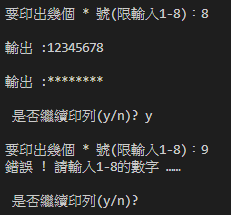 要印出幾個 * 號(限輸入1-8)：8
輸出 :12345678
輸出 :********
是否繼續印列(y/n)? y
要印出幾個 * 號(限輸入1-8)：9
錯誤 ! 請輸入1-8的數字 ……
是否繼續印列(y/n)?